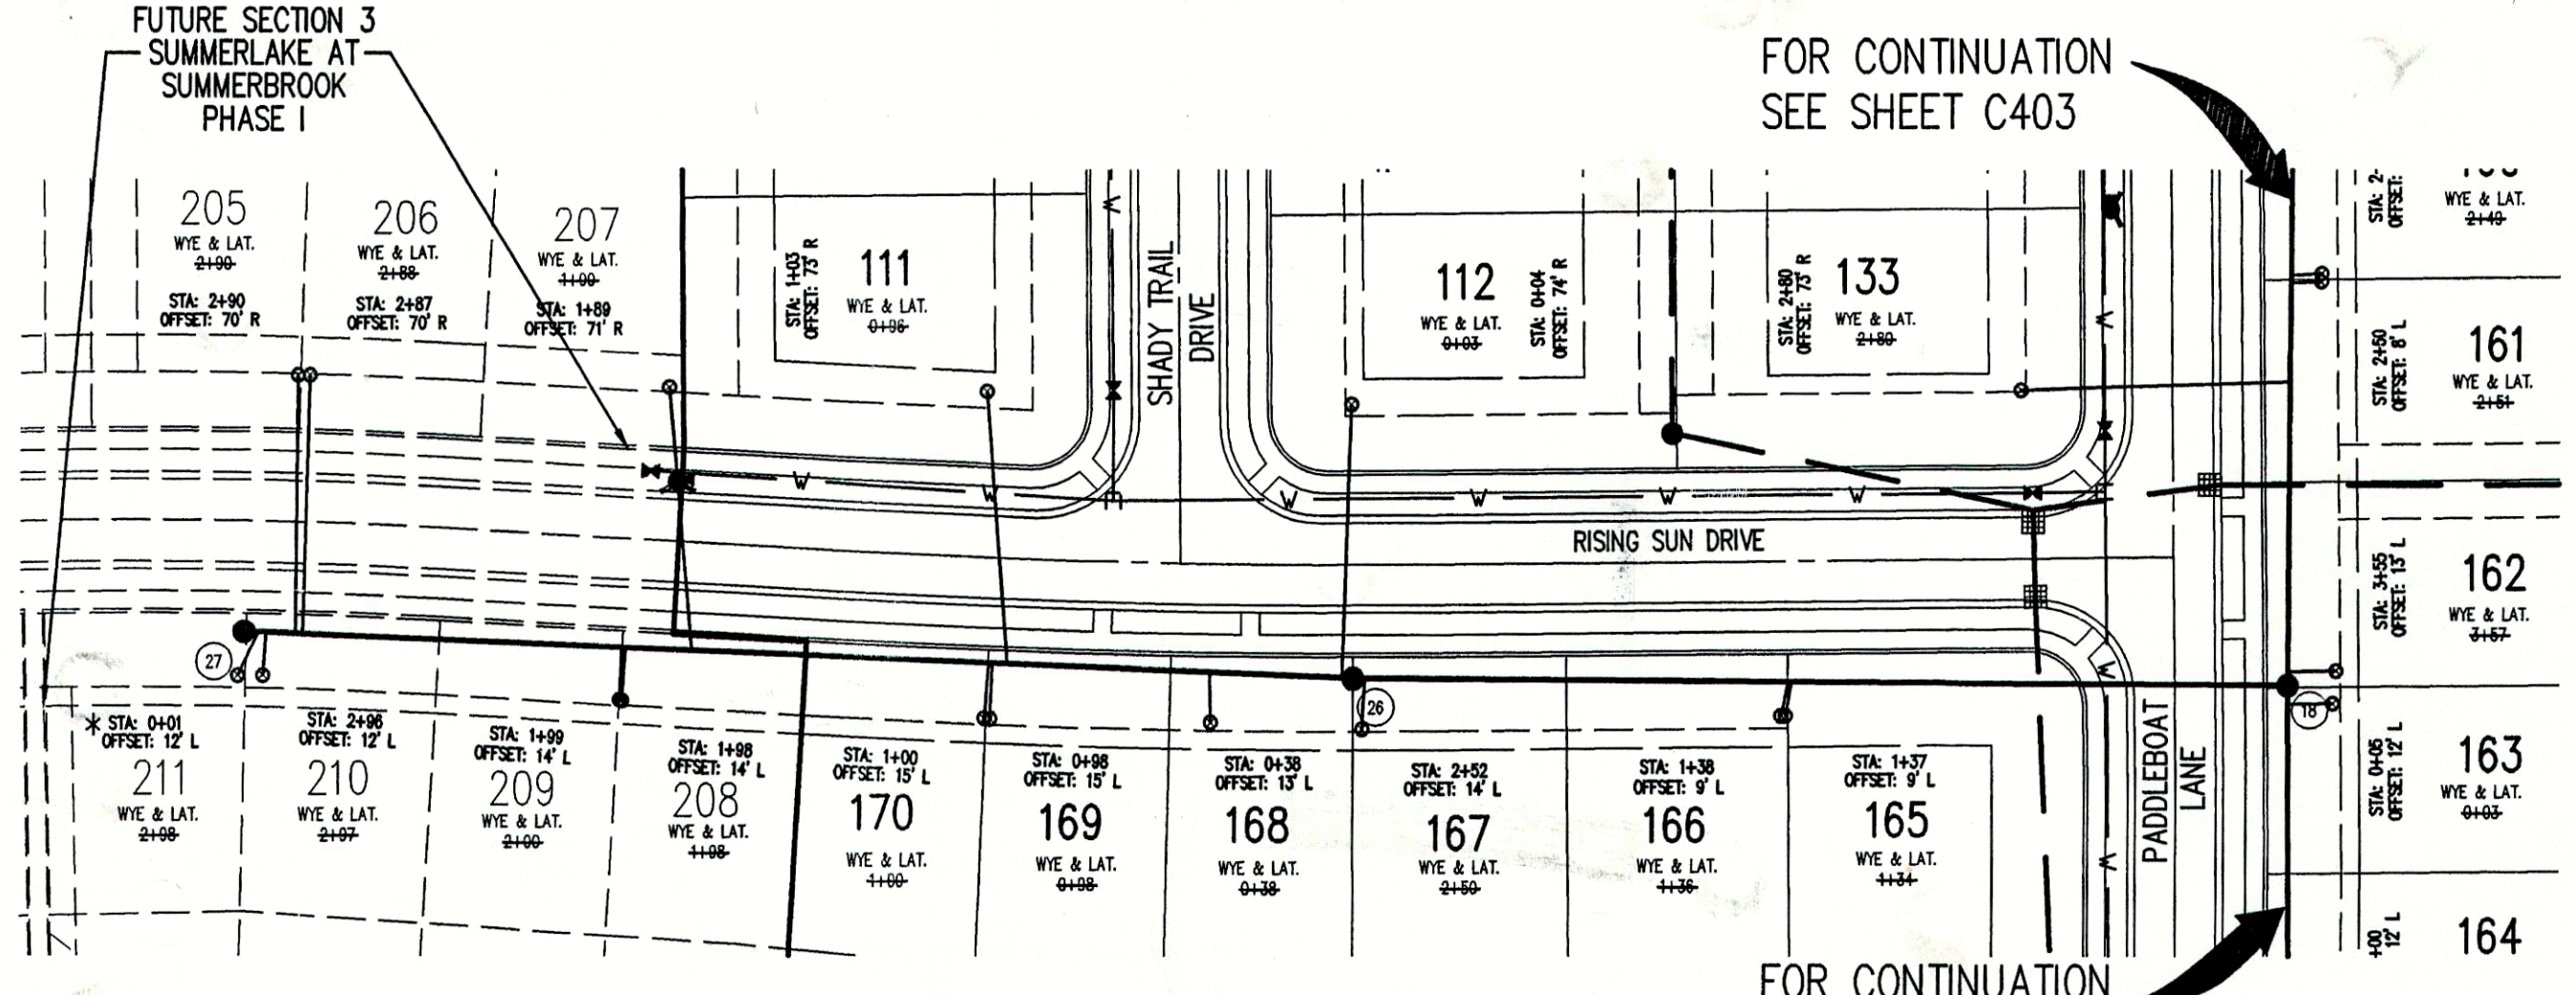 FUTURE SECTION 3
SUMMERLAKE AT
SUMMERBROOK
PHASE I
FOR CONTINUATION
SEE SHEET C403
205
WYE & LAT.
2+90
STA: 2+90
OFFSET: 70' R
206
WYE & LAT.
2+88
STA: 2+87
OFFSET: 70' R
207
WYE & LAT.
1+90
STA: 1+89
OFFSET: 71' R
STA: 1+03
OFFSET: 73' R
111
WYE & LAT.
0+96
SHADY TRAIL
DRIVE
112
WYE & LAT.
0+03
STA: 0+04
OFFSET: 74' R
STA: 2+80
OFFSET: 73' R
133
WYE & LAT.
2+80
STA: 2-
OFFSET:
WYE & LAT.
2+49
STA: 2+50
OFFSET: 8' L
161
WYE & LAT.
2+51
W
W
W
W
W
W
W
W
W
W
RISING SUN DRIVE
STA: 3+55
OFFSET: 13' L
162
WYE & LAT.
3+57
27
26
18
* STA: 0+01
OFFSET: 12' L
211
WYE & LAT.
2+98
STA: 2+96
OFFSET: 12' L
210
WYE & LAT.
2+97
STA: 1+99
OFFSET: 14' L
209
WYE & LAT.
2+00
STA: 1+98
OFFSET: 14' L
208
WYE & LAT.
1+98
STA: 1+00
OFFSET: 15' L
170
WYE & LAT.
1+00
STA: 0+98
OFFSET: 15' L
169
WYE & LAT.
0+98
STA: 0+38
OFFSET: 13' L
168
WYE & LAT.
0+38
STA: 2+52
OFFSET: 14' L
167
WYE & LAT.
2+50
STA: 1+38
OFFSET: 9' L
166
WYE & LAT.
1+36
STA: 1+37
OFFSET: 9' L
165
WYE & LAT.
1+34
PADDLEBOAT
LANE
STA: 0+05
OFFSET: 12' L
163
WYE & LAT.
0+03
+00
12' L
164
FOR CONTINUATION